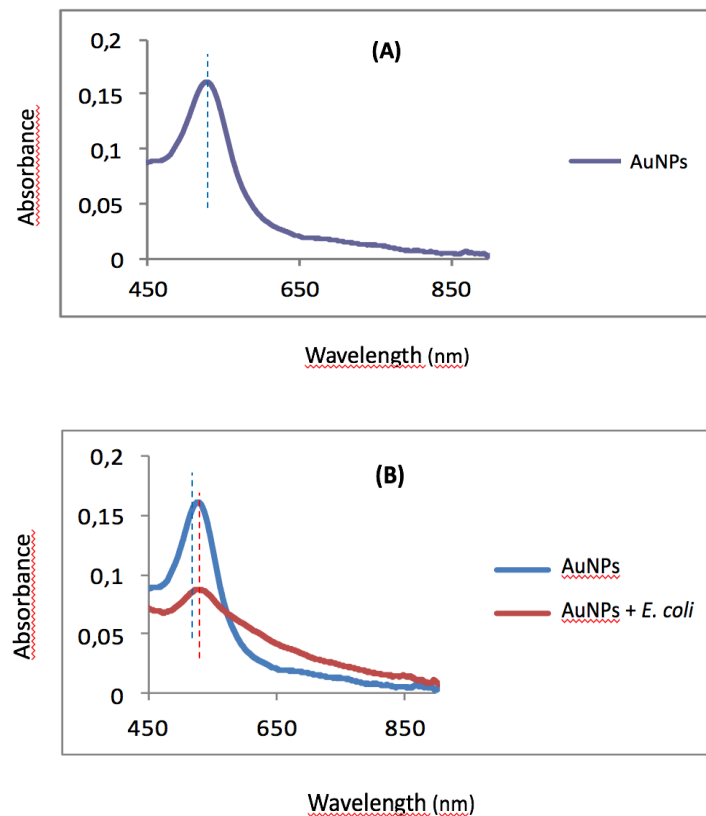 (A)
0,2
0,15
0,1
0,05
0
Absorbance
450 650 850
AuNPs
Wavelength (nm)
(B)
0,2
0,15
0,1
0,05
0
Absorbance
450 650 850
AuNPs
AuNPs + E. coli
Wavelength (nm)